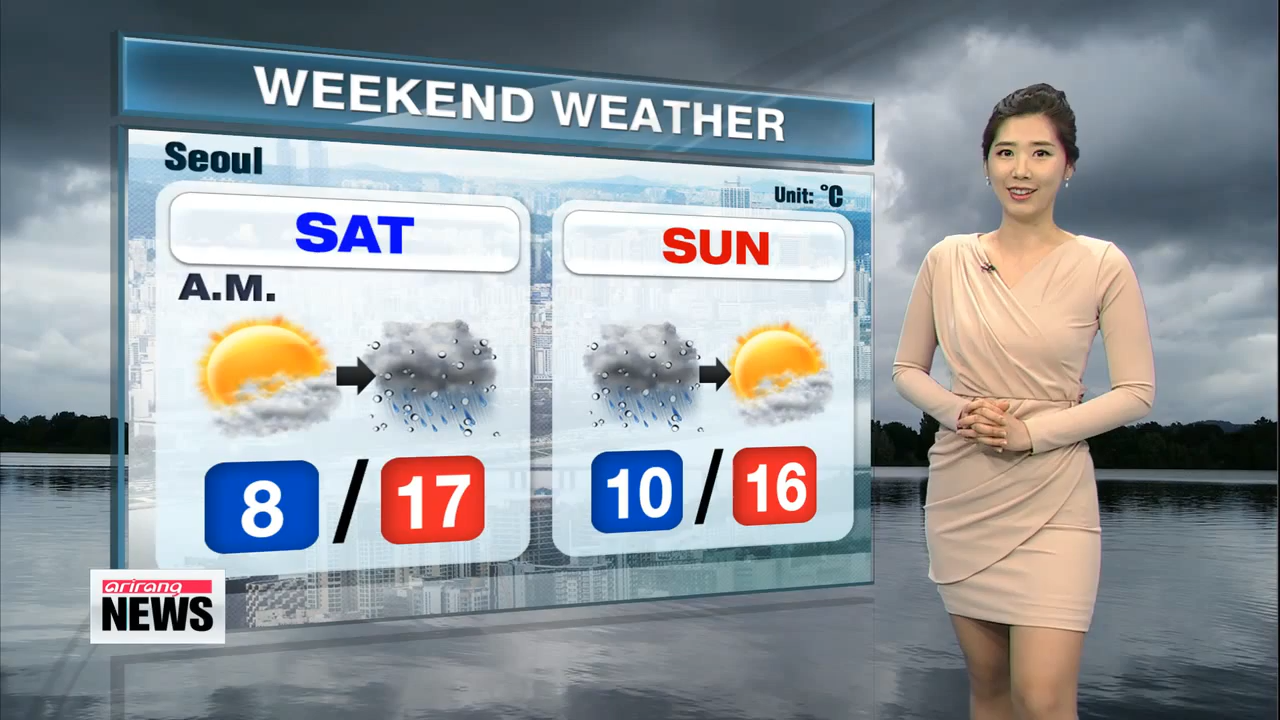 WEEKEND WEATHER
Seoul
Unit: °C
SAT
SUN
A.M.
8 / 17
10 / 16
arirang
NEWS